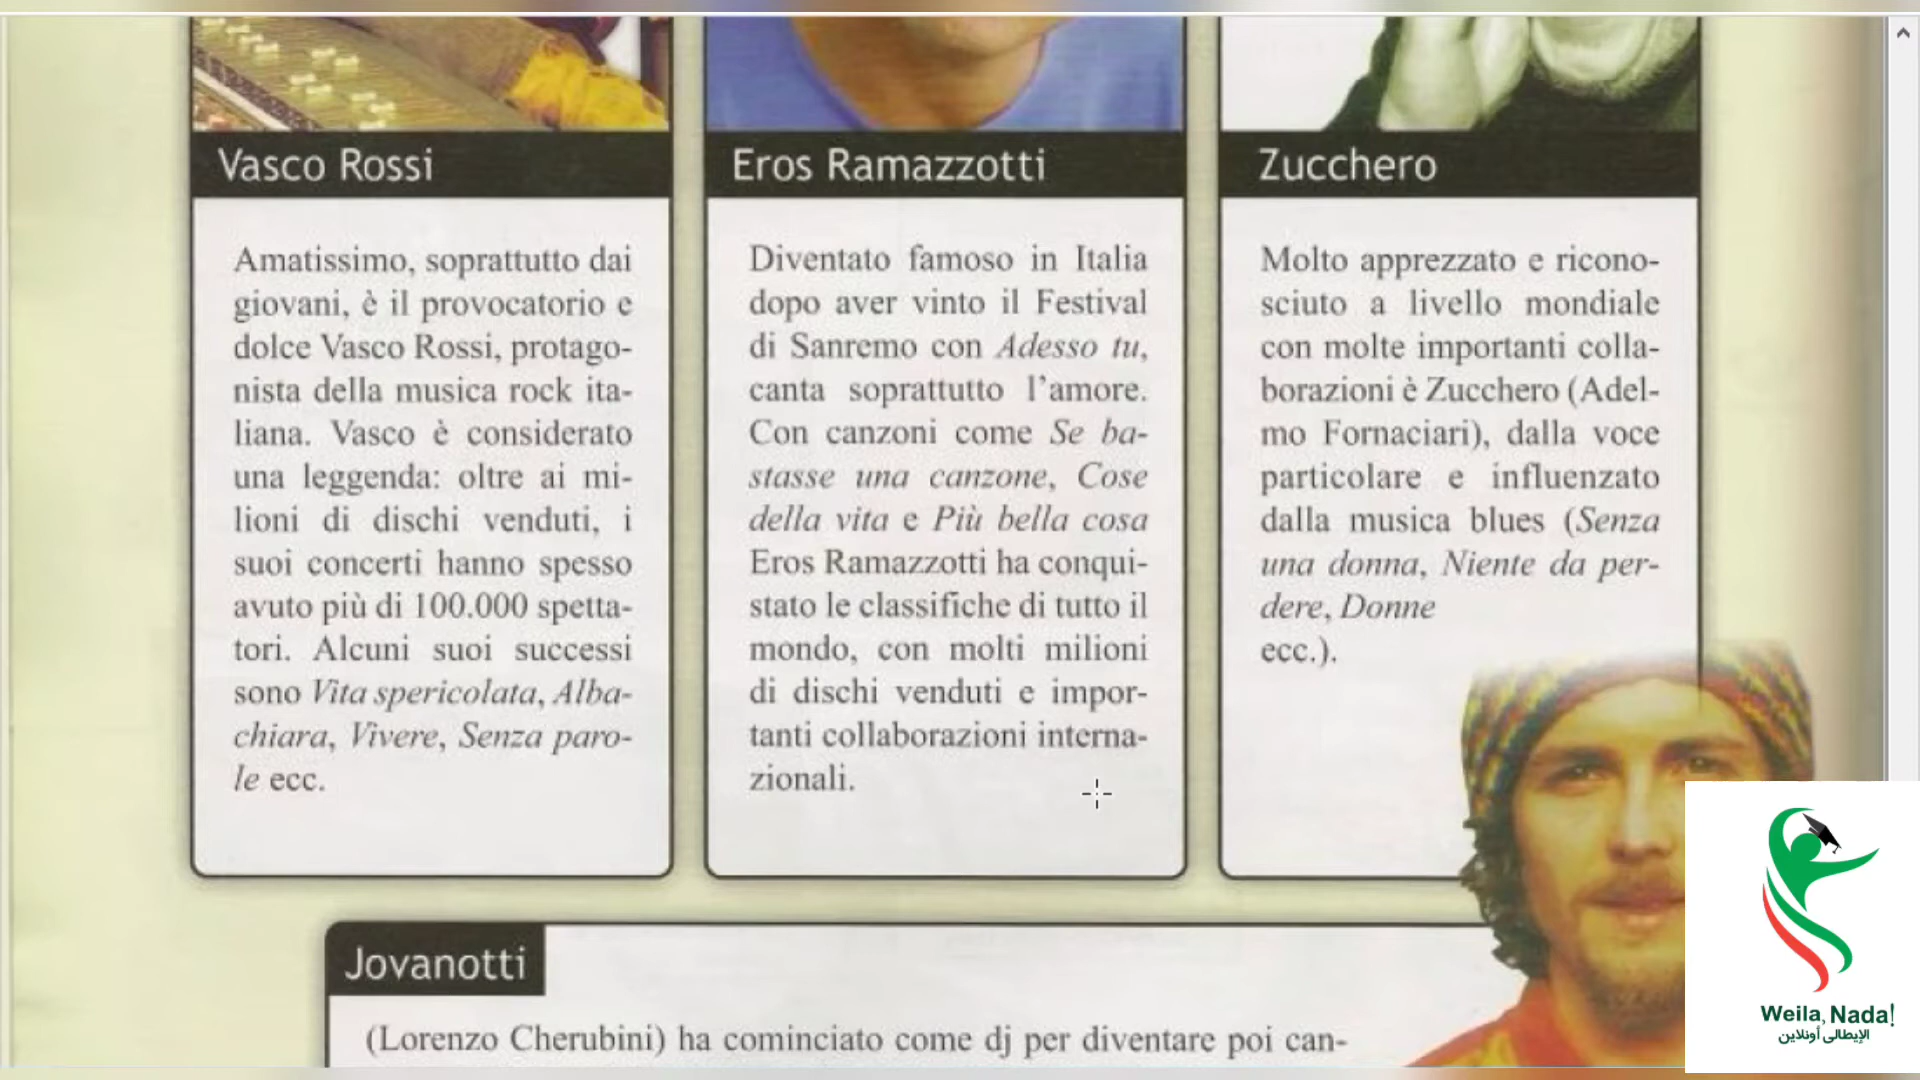 Vasco Rossi
Amatissimo, soprattutto dai
giovani, è il provocatorio e
dolce Vasco Rossi, protago-
nista della musica rock ita-
liana. Vasco è considerato
una leggenda: oltre ai mi-
lioni di dischi venduti, i
suoi concerti hanno spesso
avuto più di 100.000 spetta-
tori. Alcuni suoi successi
sono Vita spericolata, Alba-
chiara, Vivere, Senza paro-
le ecc.
Eros Ramazzotti
Diventato famoso in Italia
dopo aver vinto il Festival
di Sanremo con Adesso tu,
canta soprattutto l'amore.
Con canzoni come Se ba-
stasse una canzone, Cose
della vita e Più bella cosa
Eros Ramazzotti ha conqui-
stato le classifiche di tutto il
mondo, con molti milioni
di dischi venduti e impor-
tanti collaborazioni interna-
zionali.
Zucchero
Molto apprezzato e ricono-
sciuto a livello mondiale
con molte importanti colla-
borazioni è Zucchero (Adel-
mo Fornaciari), dalla voce
particolare e influenzato
dalla musica blues (Senza
una donna, Niente da per-
dere, Donne
ecc.).
Jovanotti
(Lorenzo Cherubini) ha cominciato come dj per diventare poi can-
Weila, Nada!
الإيطالى أونلاين